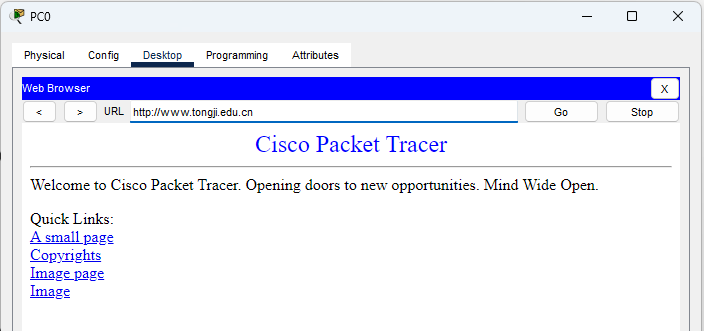 PC0
Physical Config Desktop Programming Attributes
Web Browser X
< > URL http://www.tongji.edu.cn Go Stop
Cisco Packet Tracer
Welcome to Cisco Packet Tracer. Opening doors to new opportunities. Mind Wide Open.
Quick Links:
A small page
Copyrights
Image page
Image